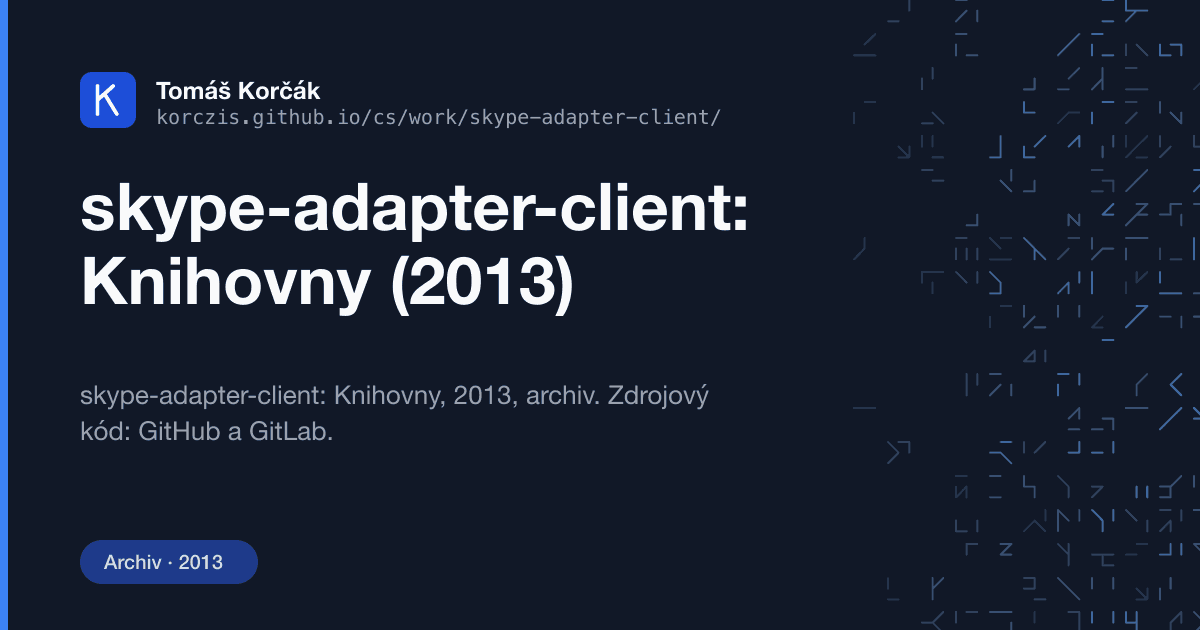 K
Tomáš Korčák
korczis.github.io/cs/work/skype-adapter-client/
skype-adapter-client:
Knihovny (2013)
skype-adapter-client: Knihovny, 2013, archiv. Zdrojový
kód: GitHub a GitLab.
Archiv · 2013